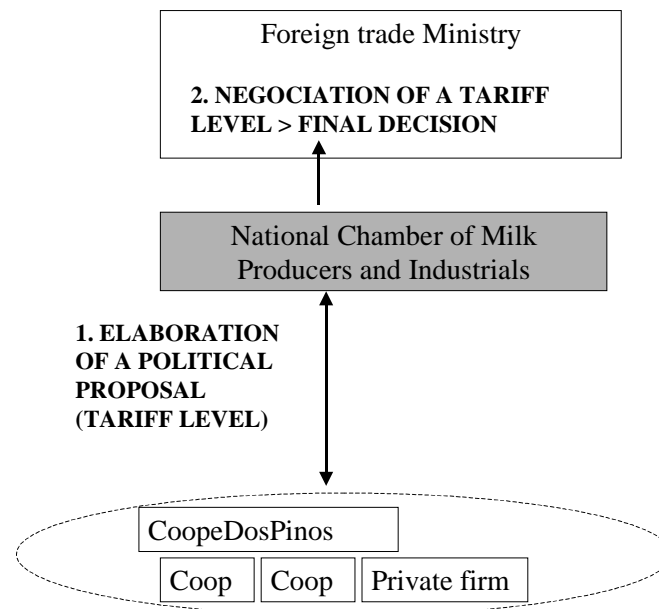 Foreign trade Ministry
2. NEGOCIATION OF A TARIFF
LEVEL > FINAL DECISION
National Chamber of Milk
Producers and Industrials
1. ELABORATION
OF A POLITICAL
PROPOSAL
(TARIFF LEVEL)
CoopeDosPinos
Coop Coop Private firm